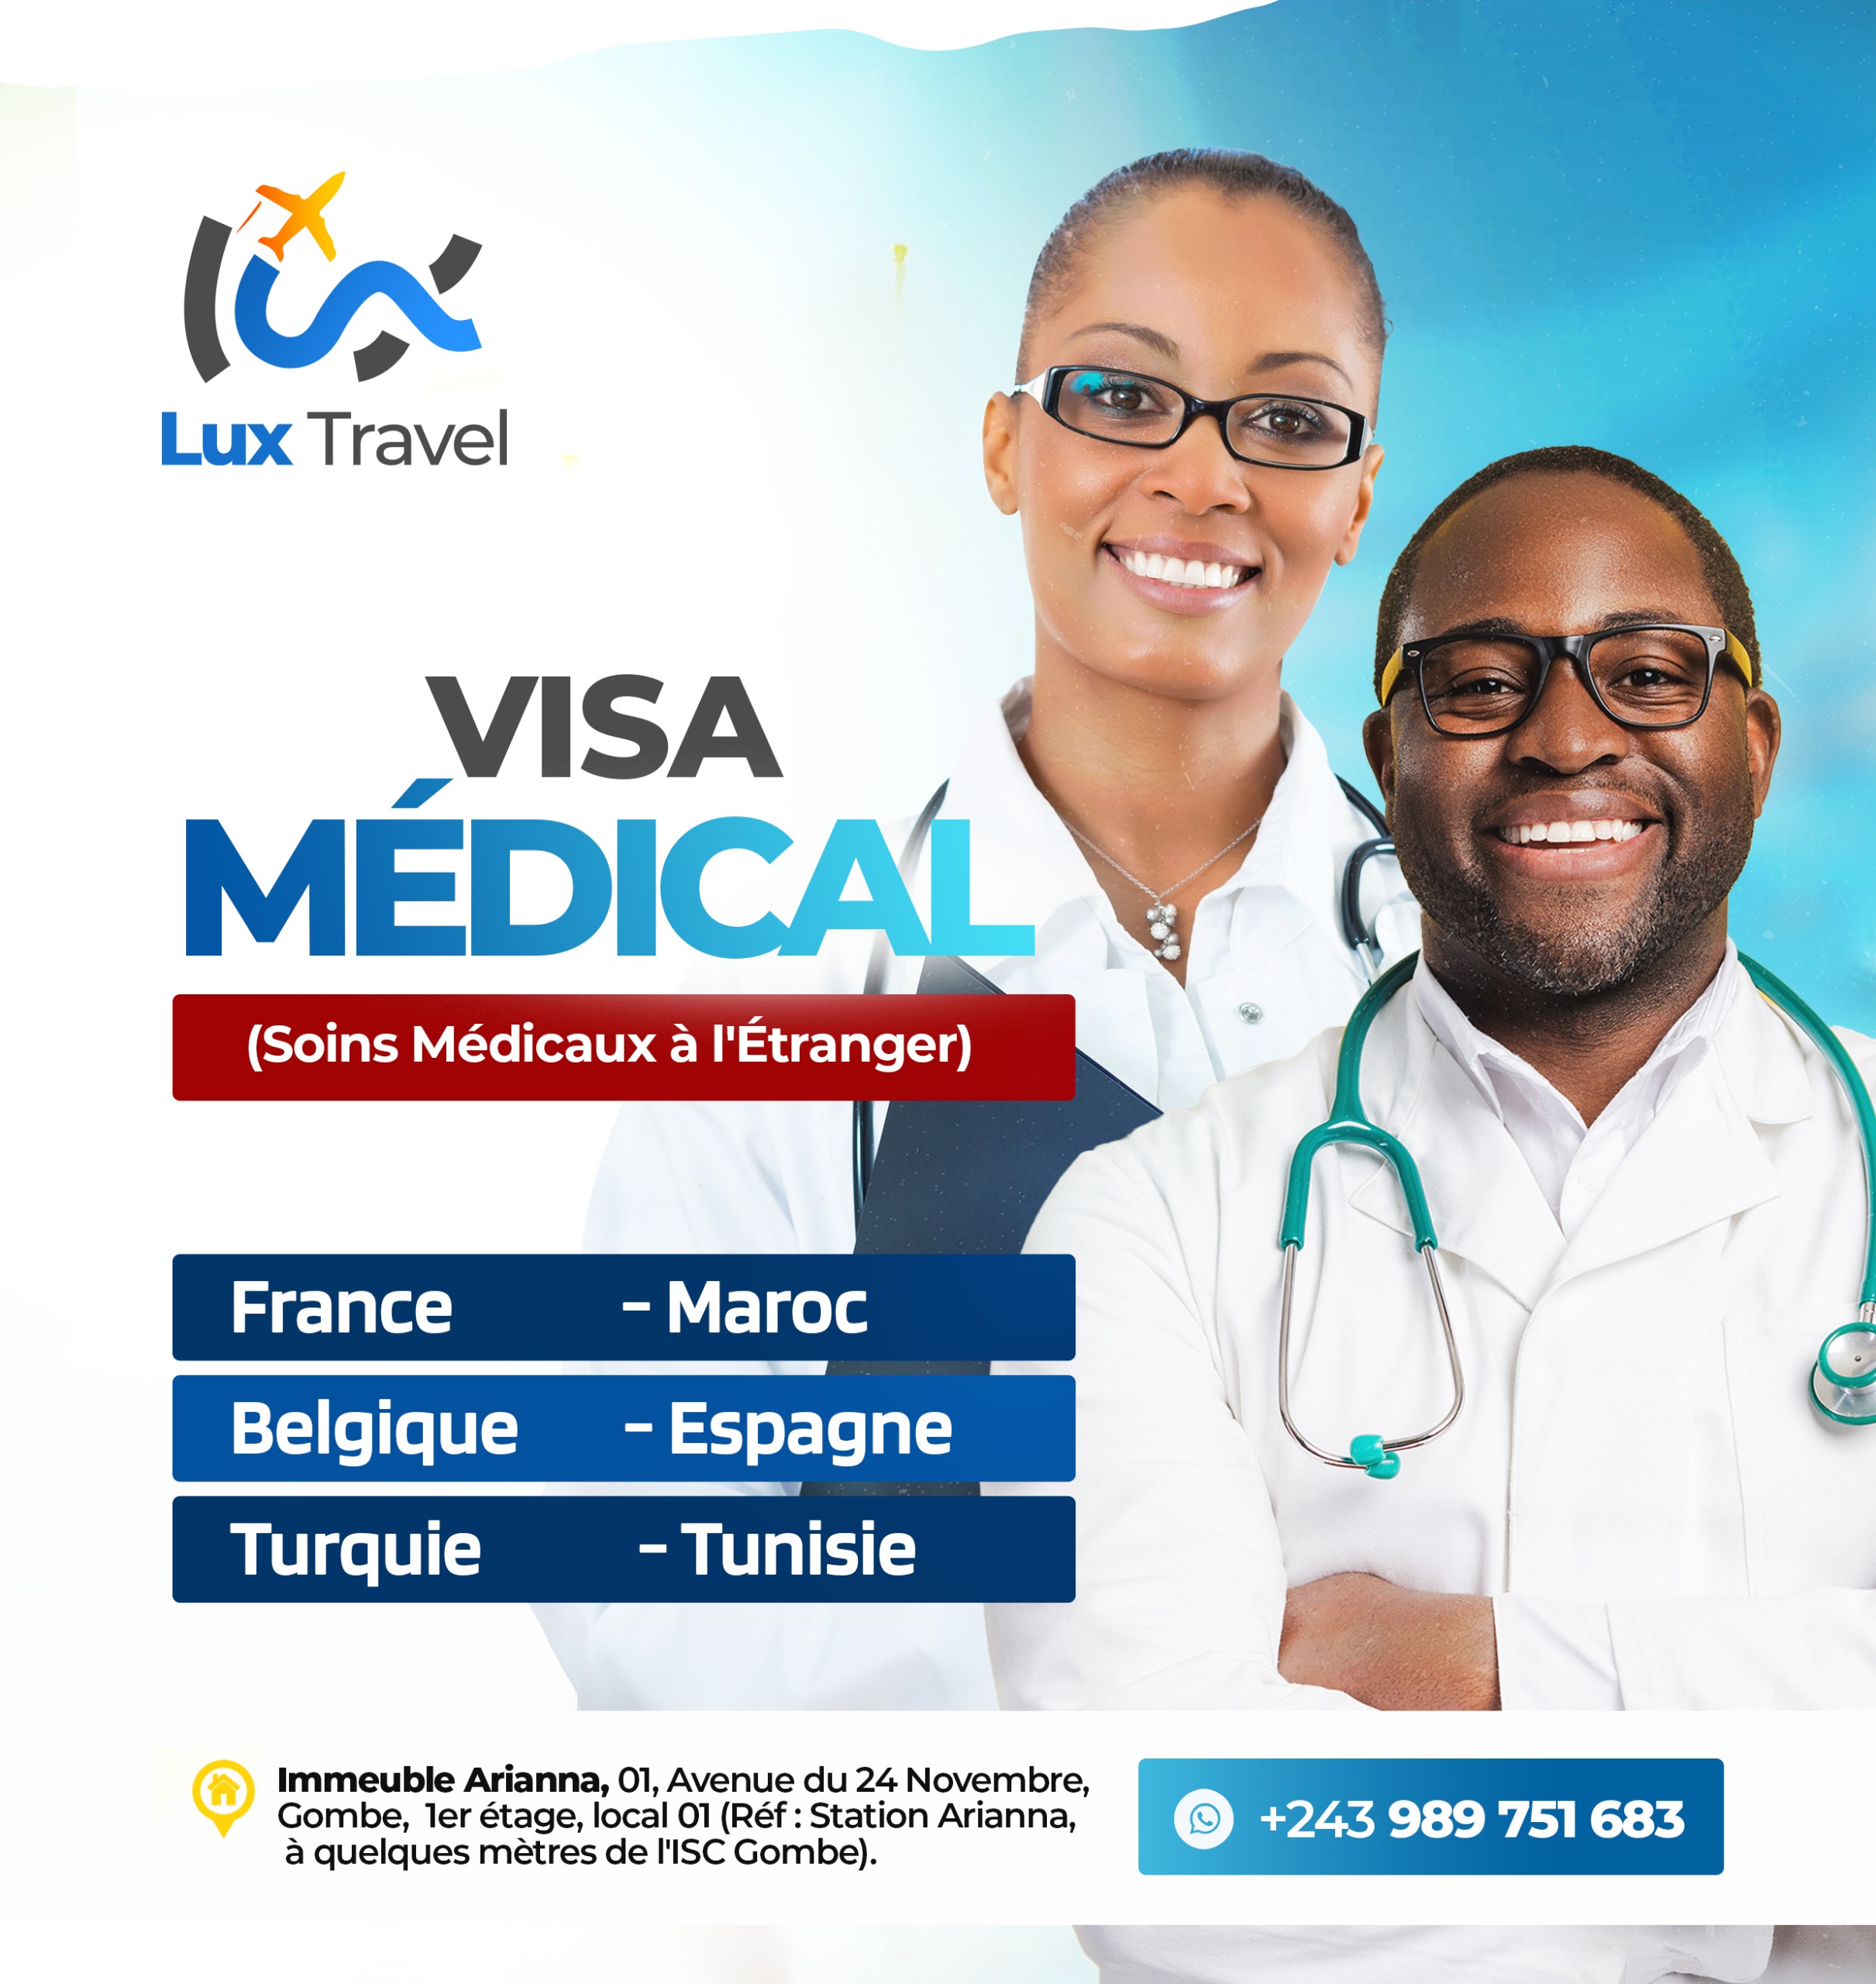 Lux Travel
VISA
MÉDICAL
(Soins Médicaux à l'Étranger)
France - Maroc
Belgique - Espagne
Turquie - Tunisie
Immeuble Arianna, 01, Avenue du 24 Novembre,
Gombe, 1er étage, local 01 (Réf : Station Arianna,
à quelques mètres de l'ISC Gombe).
+243 989 751 683